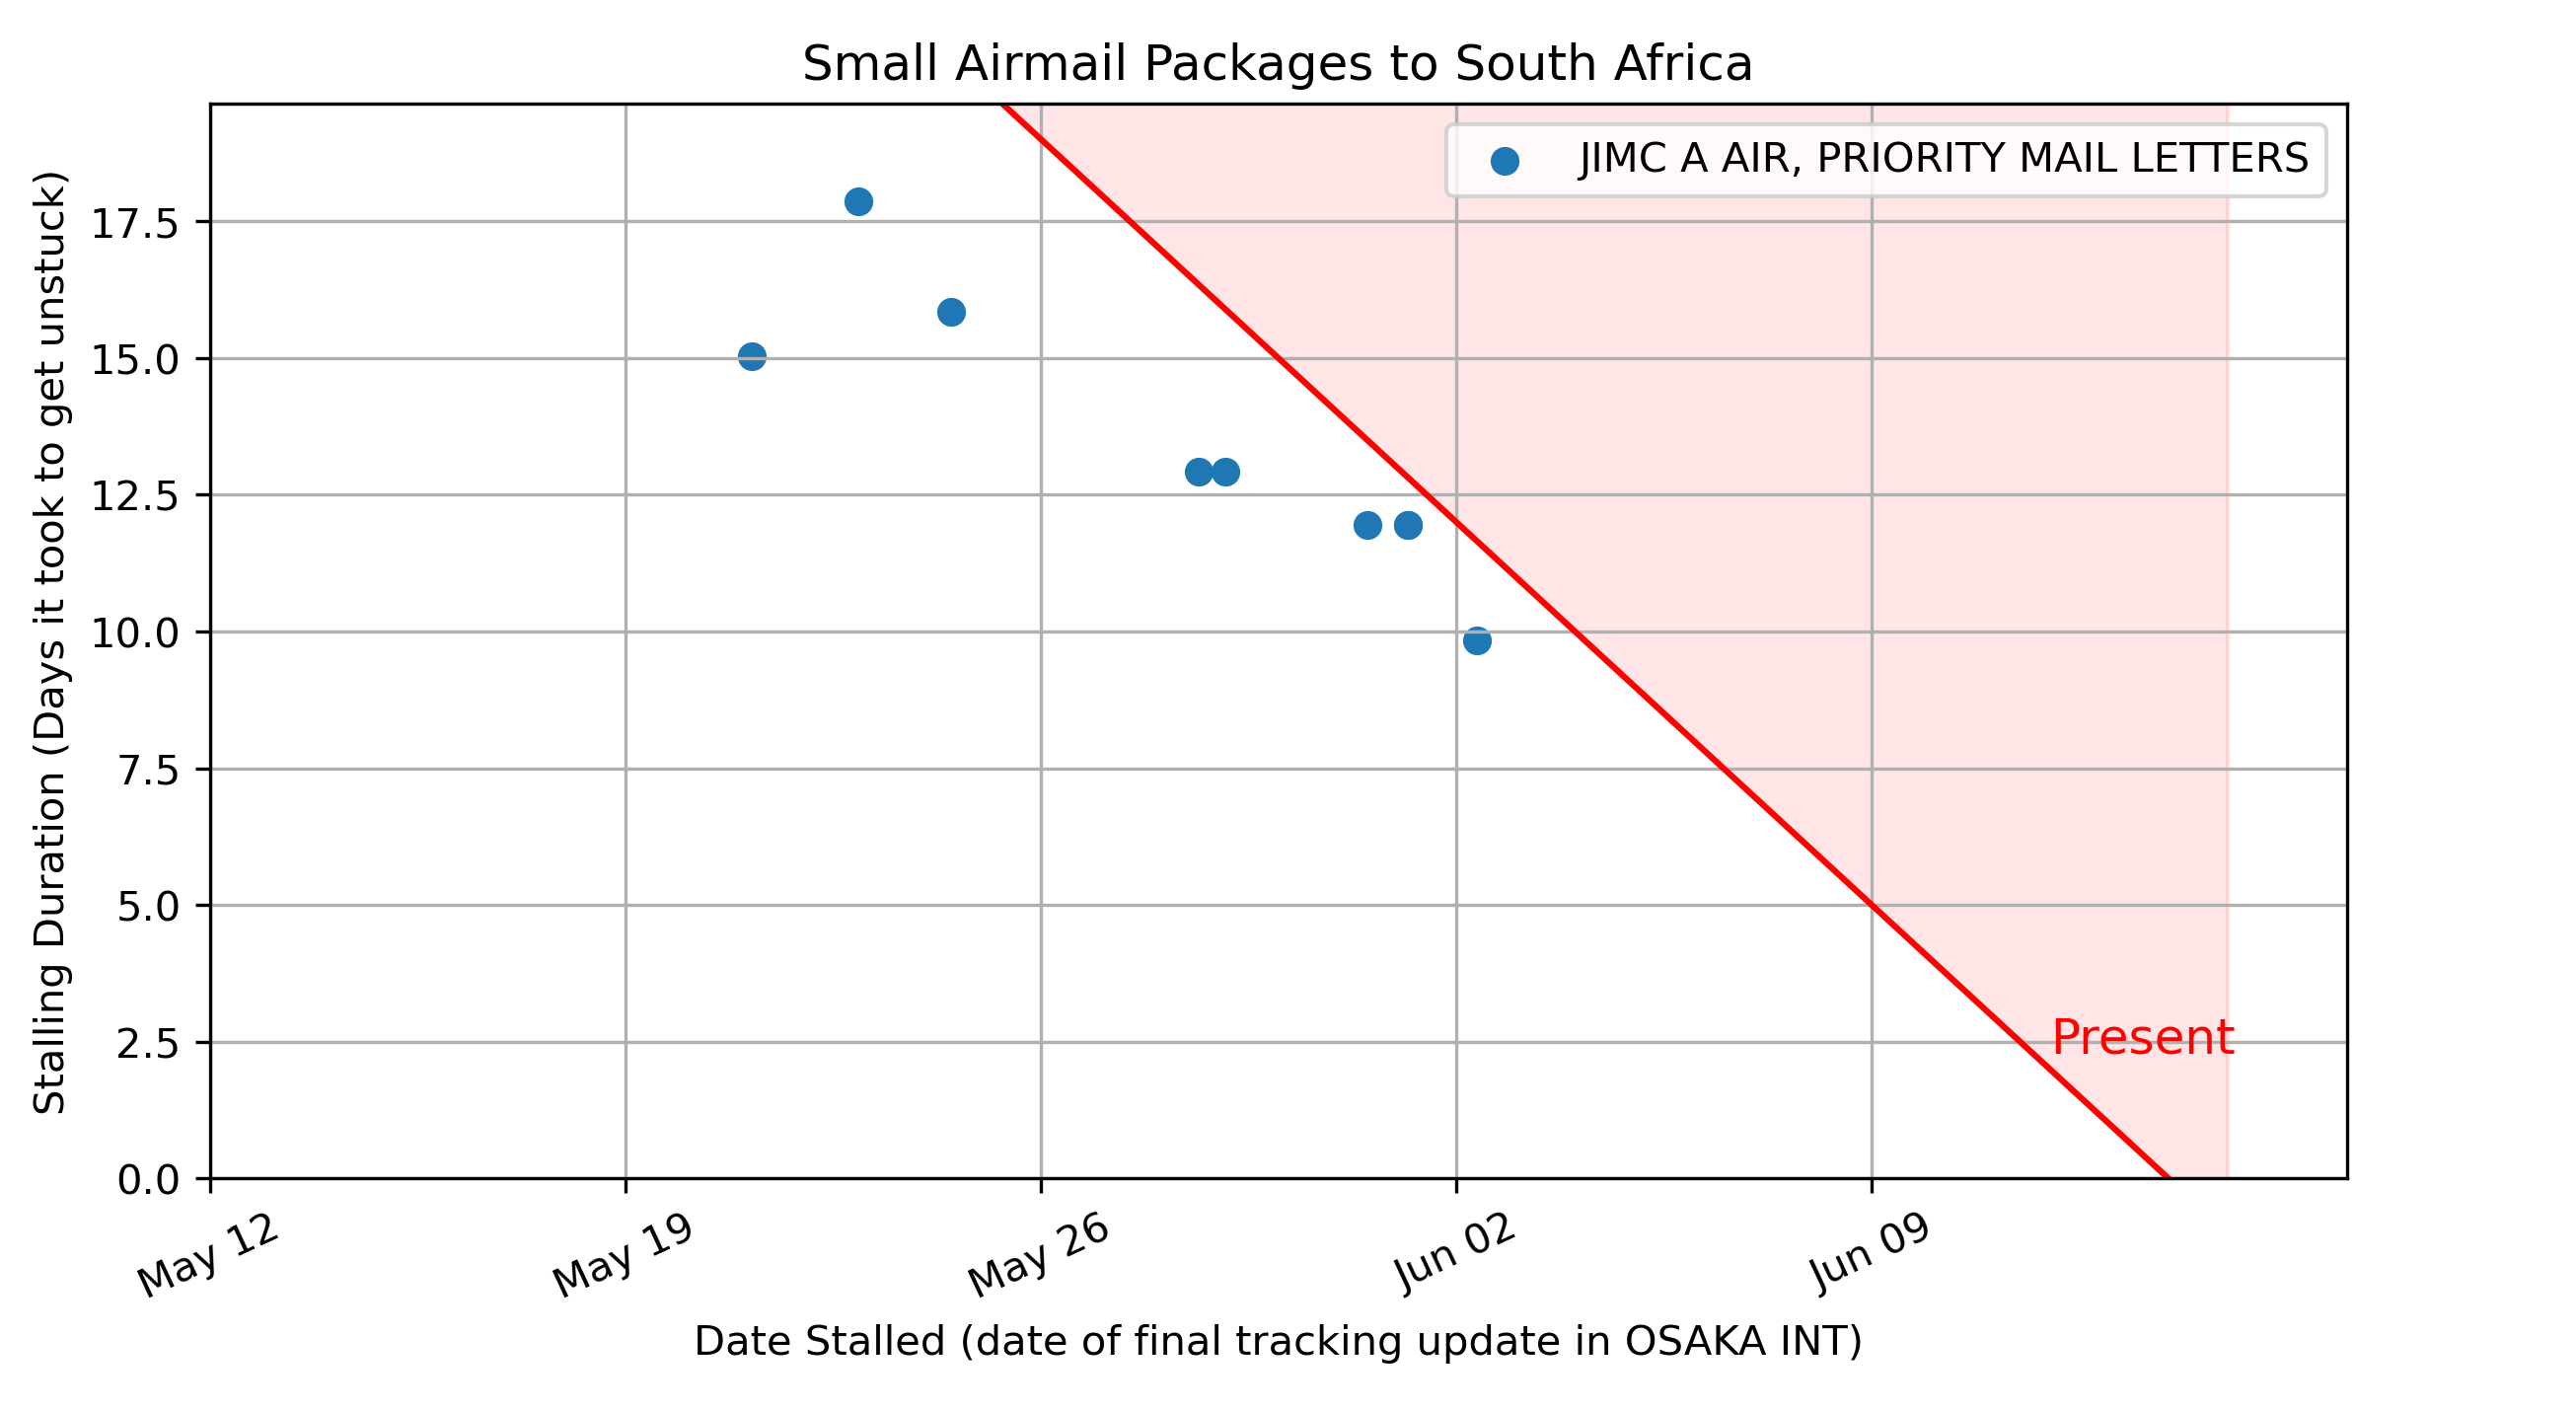 Small Airmail Packages to South Africa
JIMC A AIR, PRIORITY MAIL LETTERS
Stalling Duration (Days it took to get unstuck)
17.5
15.0
12.5
10.0
7.5
5.0
2.5
0.0
Present
May 12
May 19
May 26
Jun 02
Jun 09
Date Stalled (date of final tracking update in OSAKA INT)